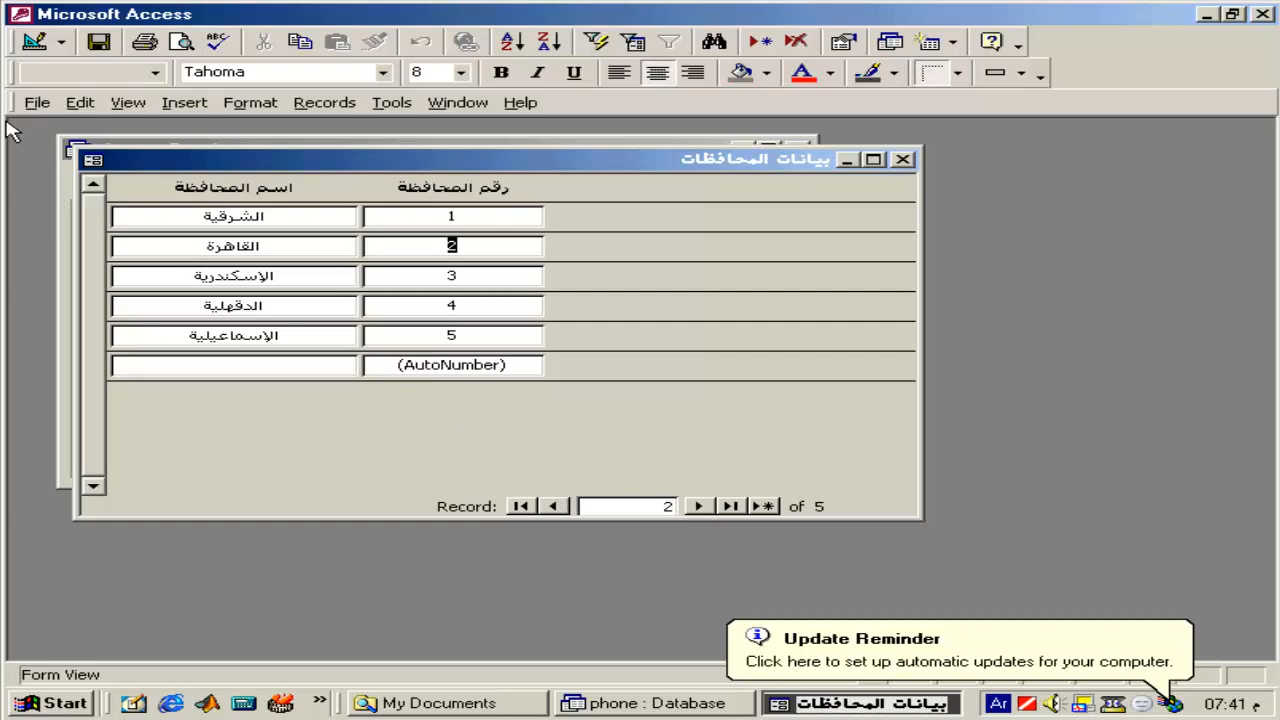 Microsoft Access
Tahoma 8 B I U A
File Edit View Insert Format Records Tools Window Help
بيانات المحافظات
رقم المحافظة اسم المحافظة
1 الشرقية
2 القاهرة
3 الإسكندرية
4 الدقهلية
5 الإسماعيلية
(AutoNumber)
Record: 2 of 5
Update Reminder
Click here to set up automatic updates for your computer.
Form View
Start My Documents phone : Database بيانات المحافظات Ar 07:41 م